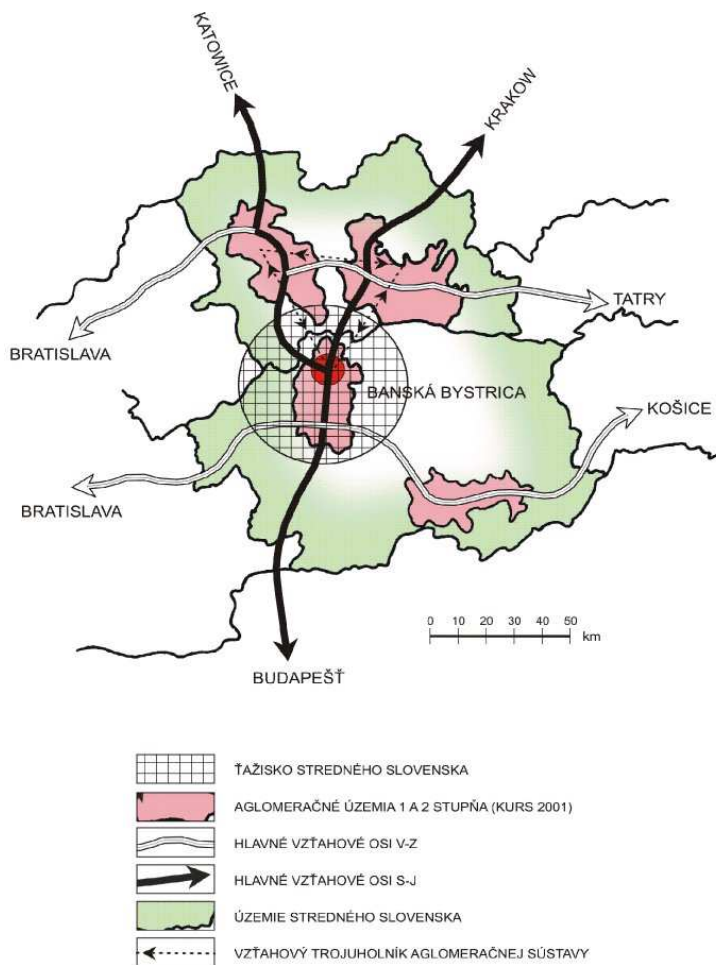 KATOWICE
KRAKOW
TATRY
BRATISLAVA
BANSKÁ BYSTRICA
KOŠICE
BRATISLAVA
0 10 20 30 40 50
km
BUDAPEŠŤ
ŤAŽISKO STREDNÉHO SLOVENSKA
AGLOMERAČNÉ ÚZEMIA 1 A 2 STUPŇA (KURS 2001)
HLAVNÉ VZŤAHOVÉ OSI V-Z
HLAVNÉ VZŤAHOVÉ OSI S-J
ÚZEMIE STREDNÉHO SLOVENSKA
VZŤAHOVÝ TROJUHOLNÍK AGLOMERAČNEJ SÚSTAVY